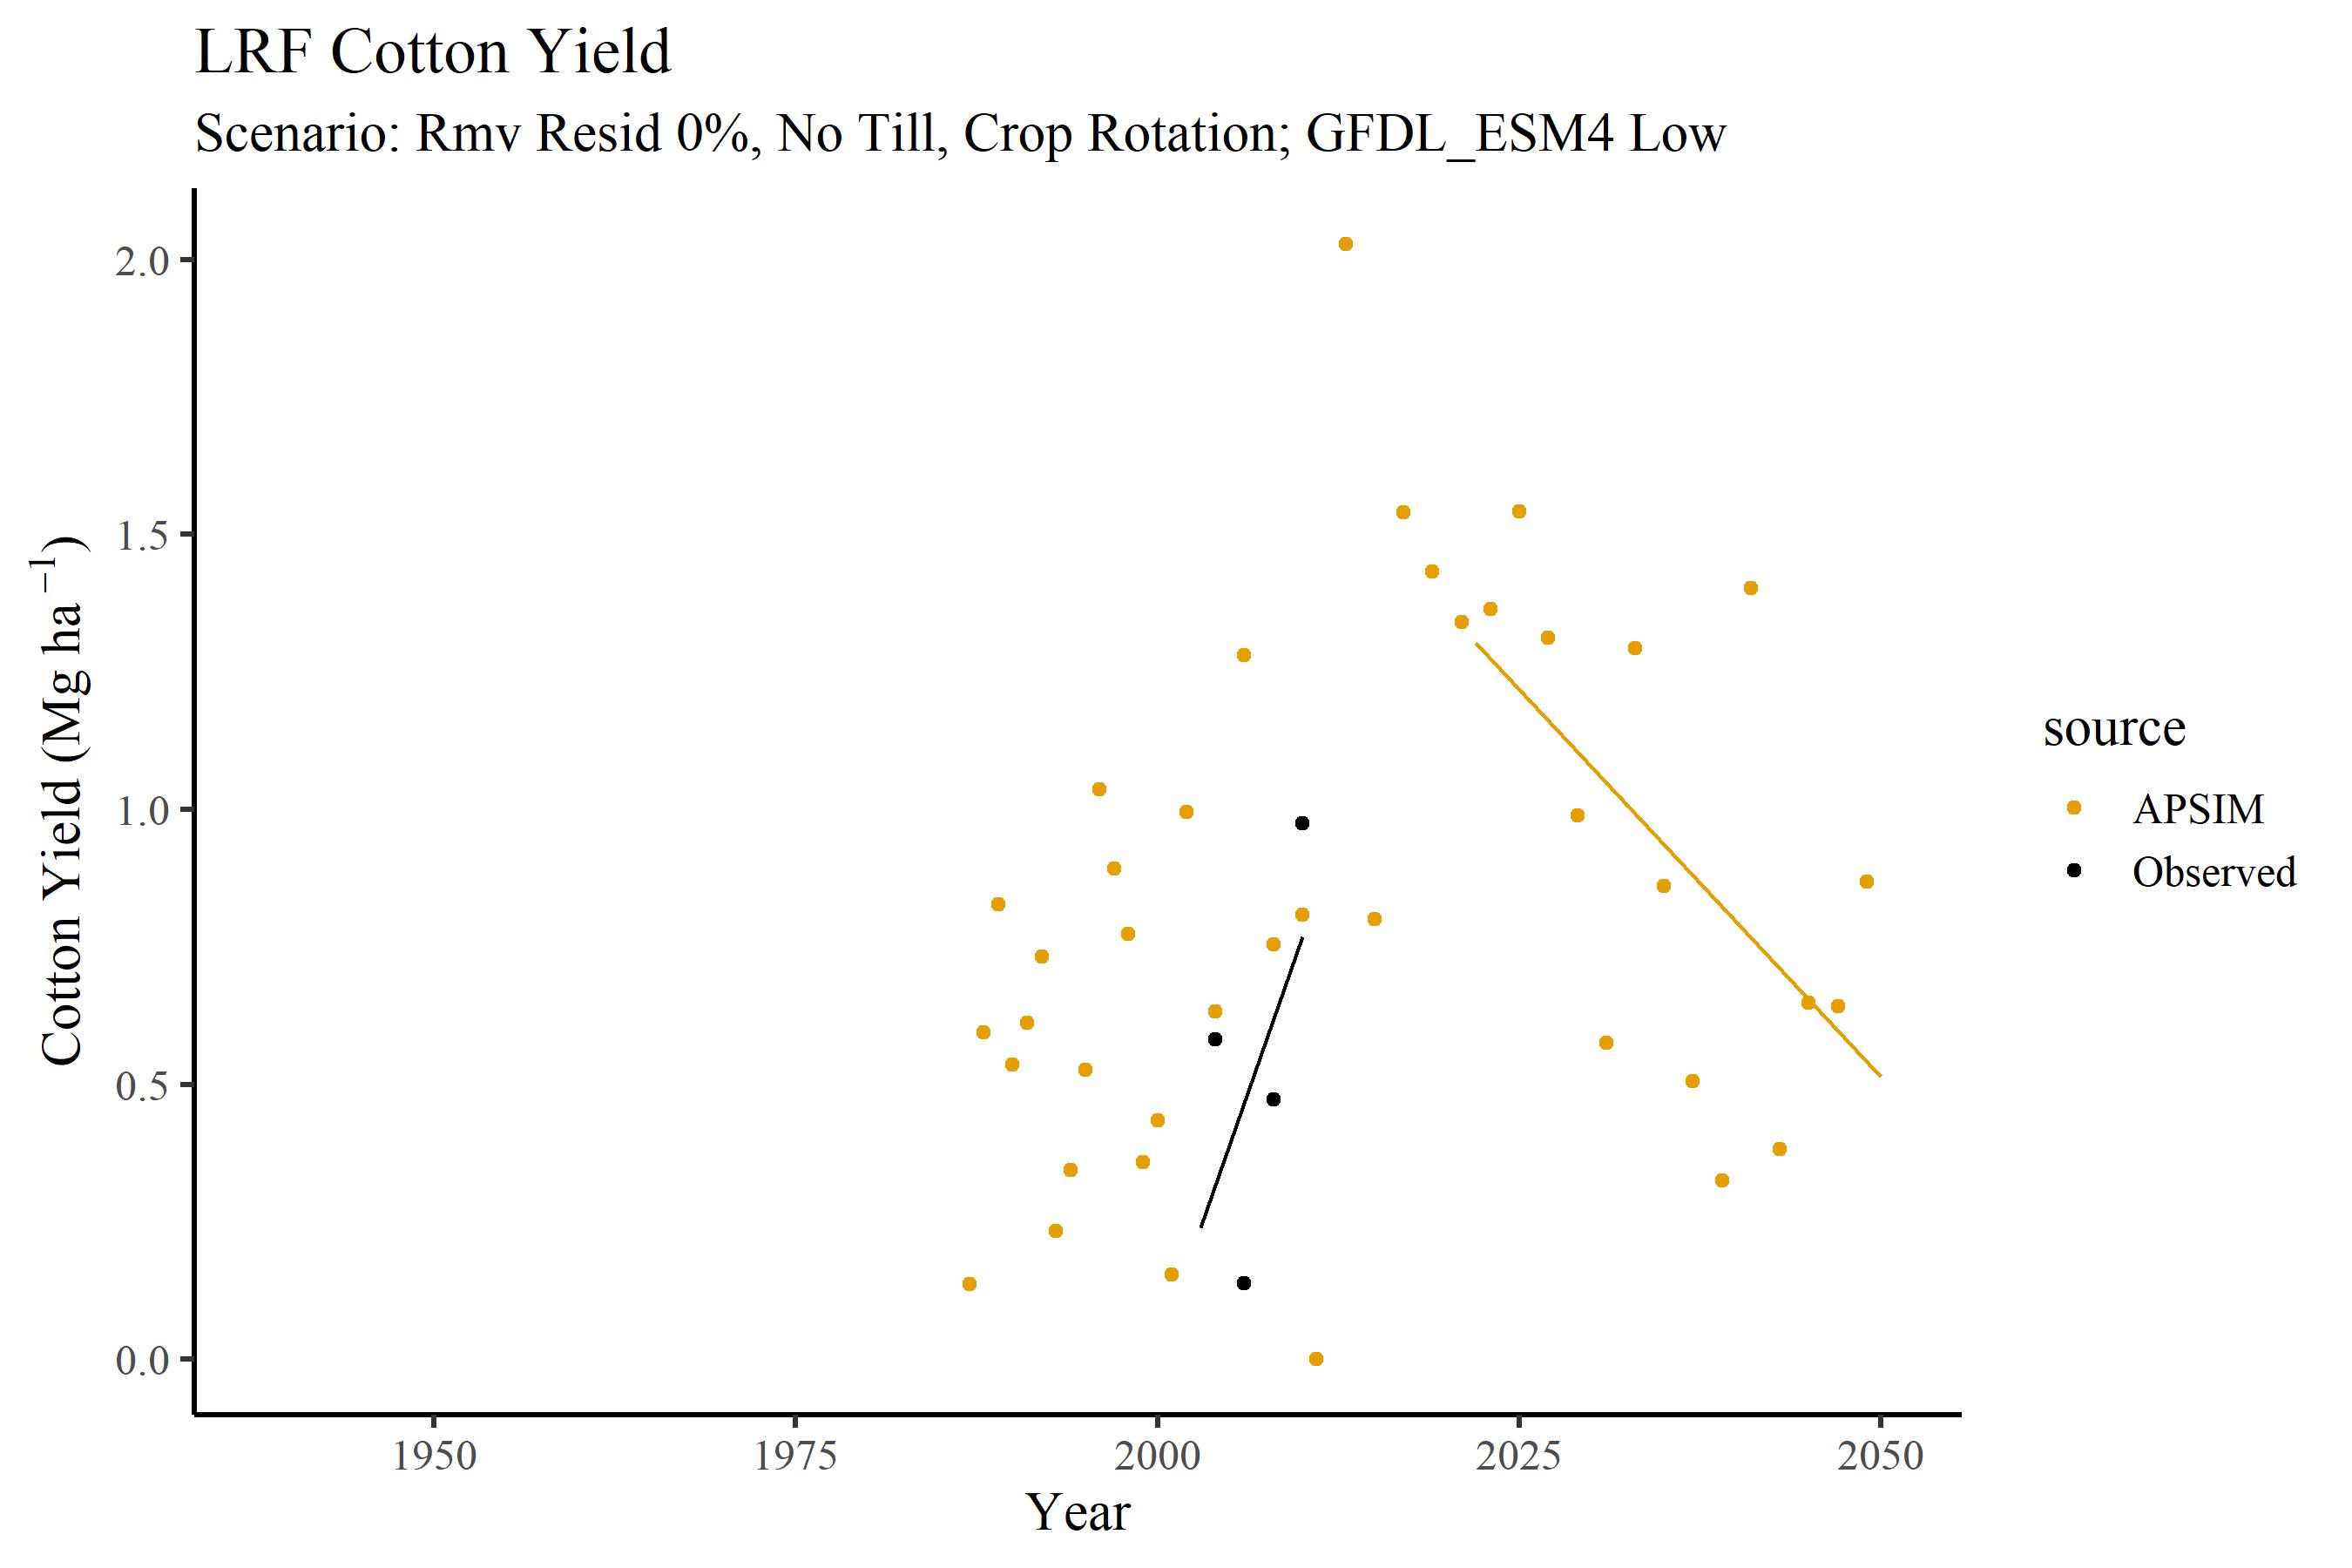 LRF Cotton Yield
Scenario: Rmv Resid 0%, No Till, Crop Rotation; GFDL_ESM4 Low
Cotton Yield (Mg ha⁻¹)
2.0
1.5
1.0
0.5
0.0
1950 1975 2000 2025 2050
Year
source
APSIM
Observed